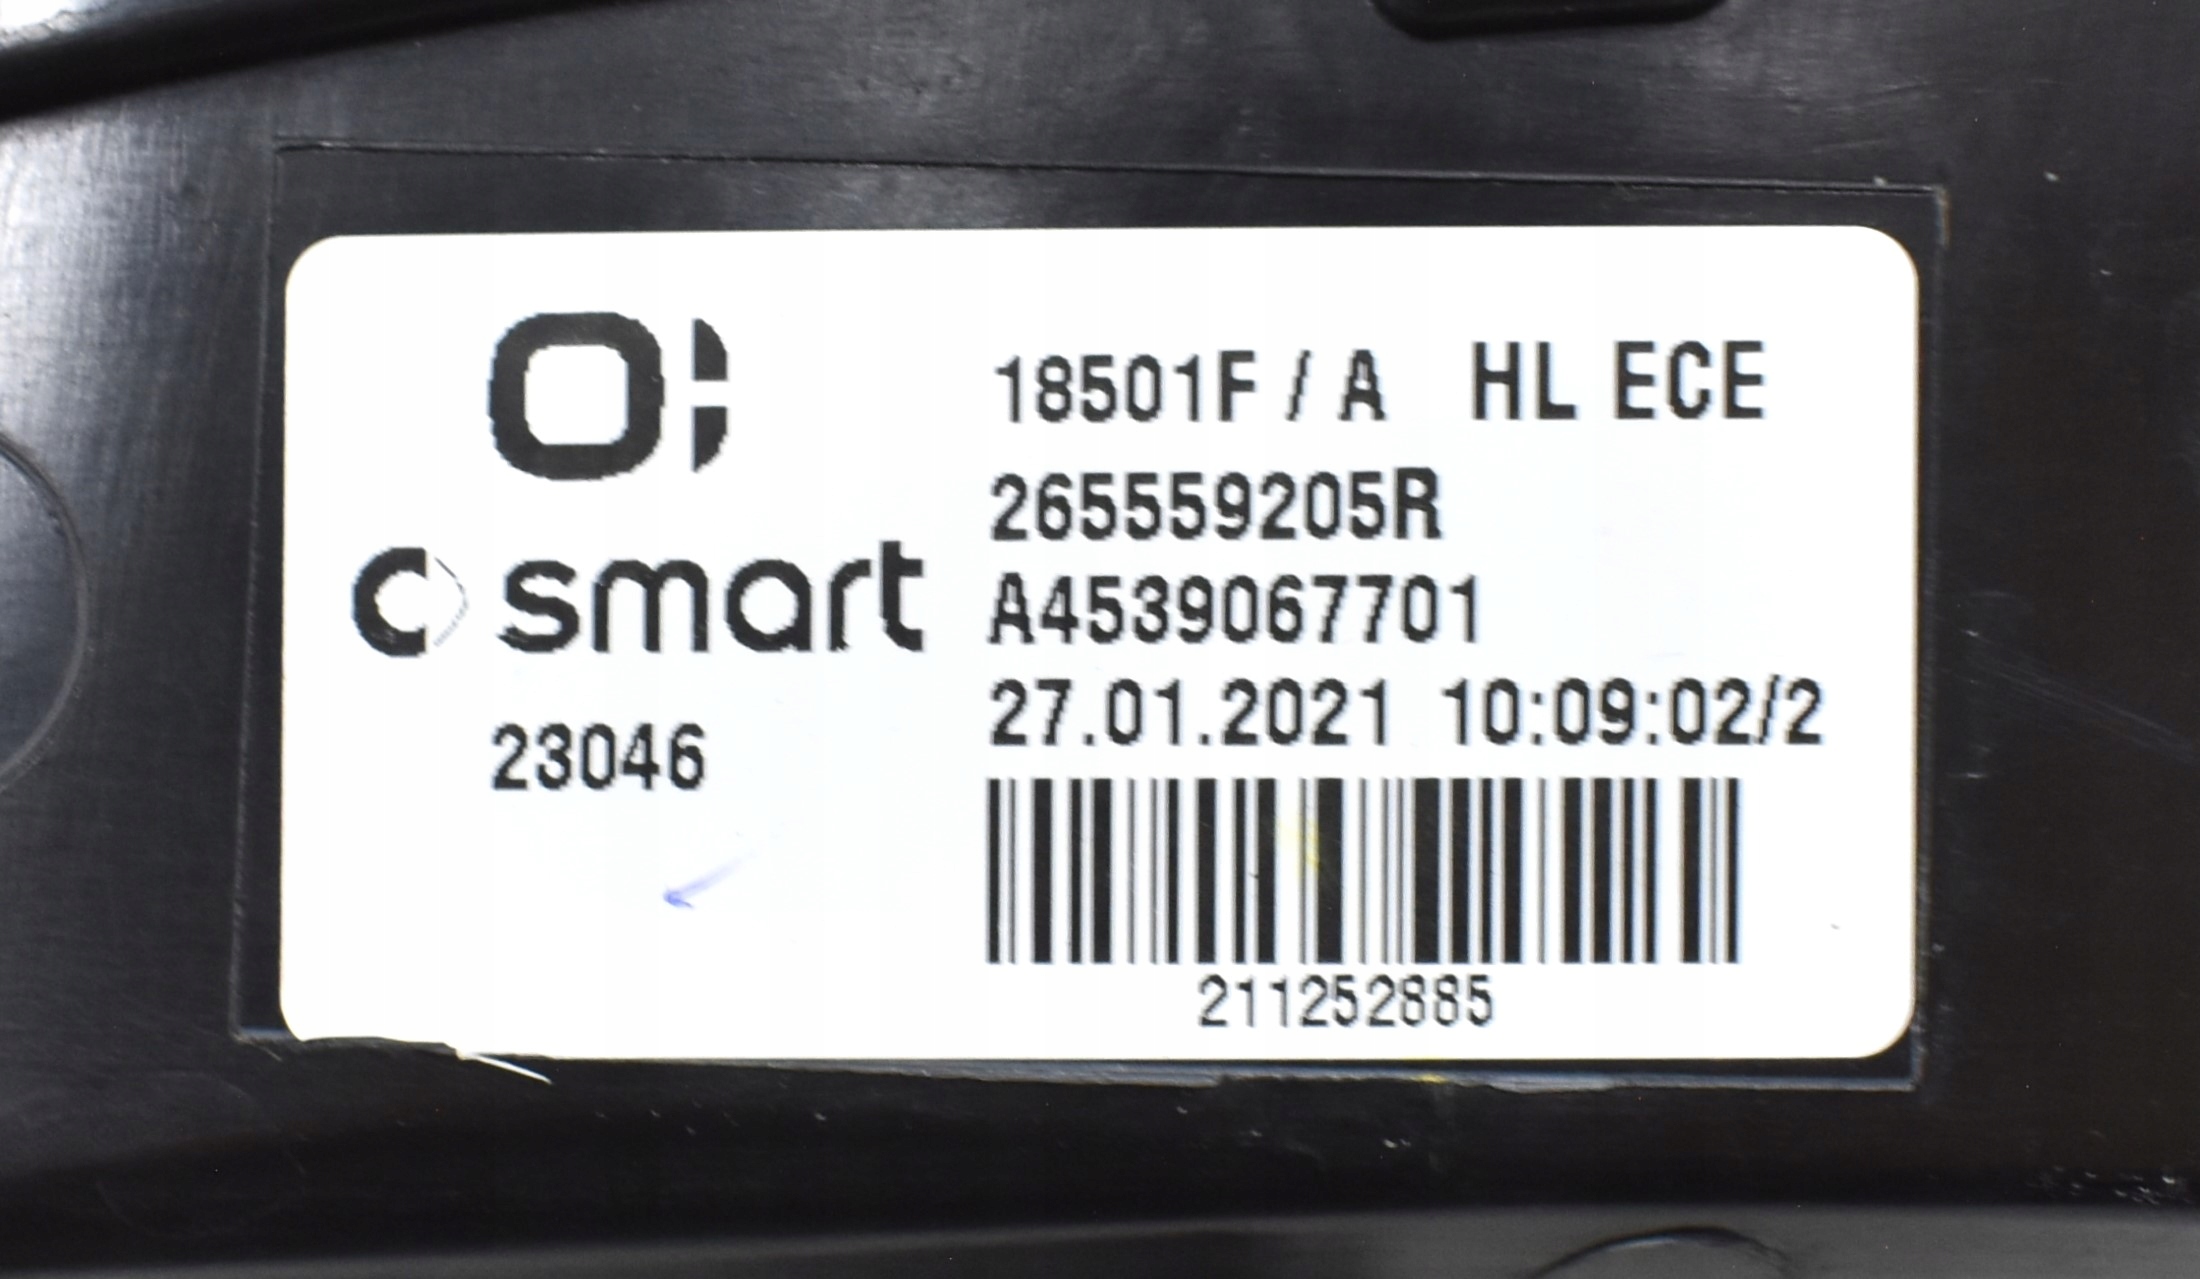 18501F / A HL ECE
265559205R
smart
A4539067701
27.01.2021 10:09:02/2
23046
211252885